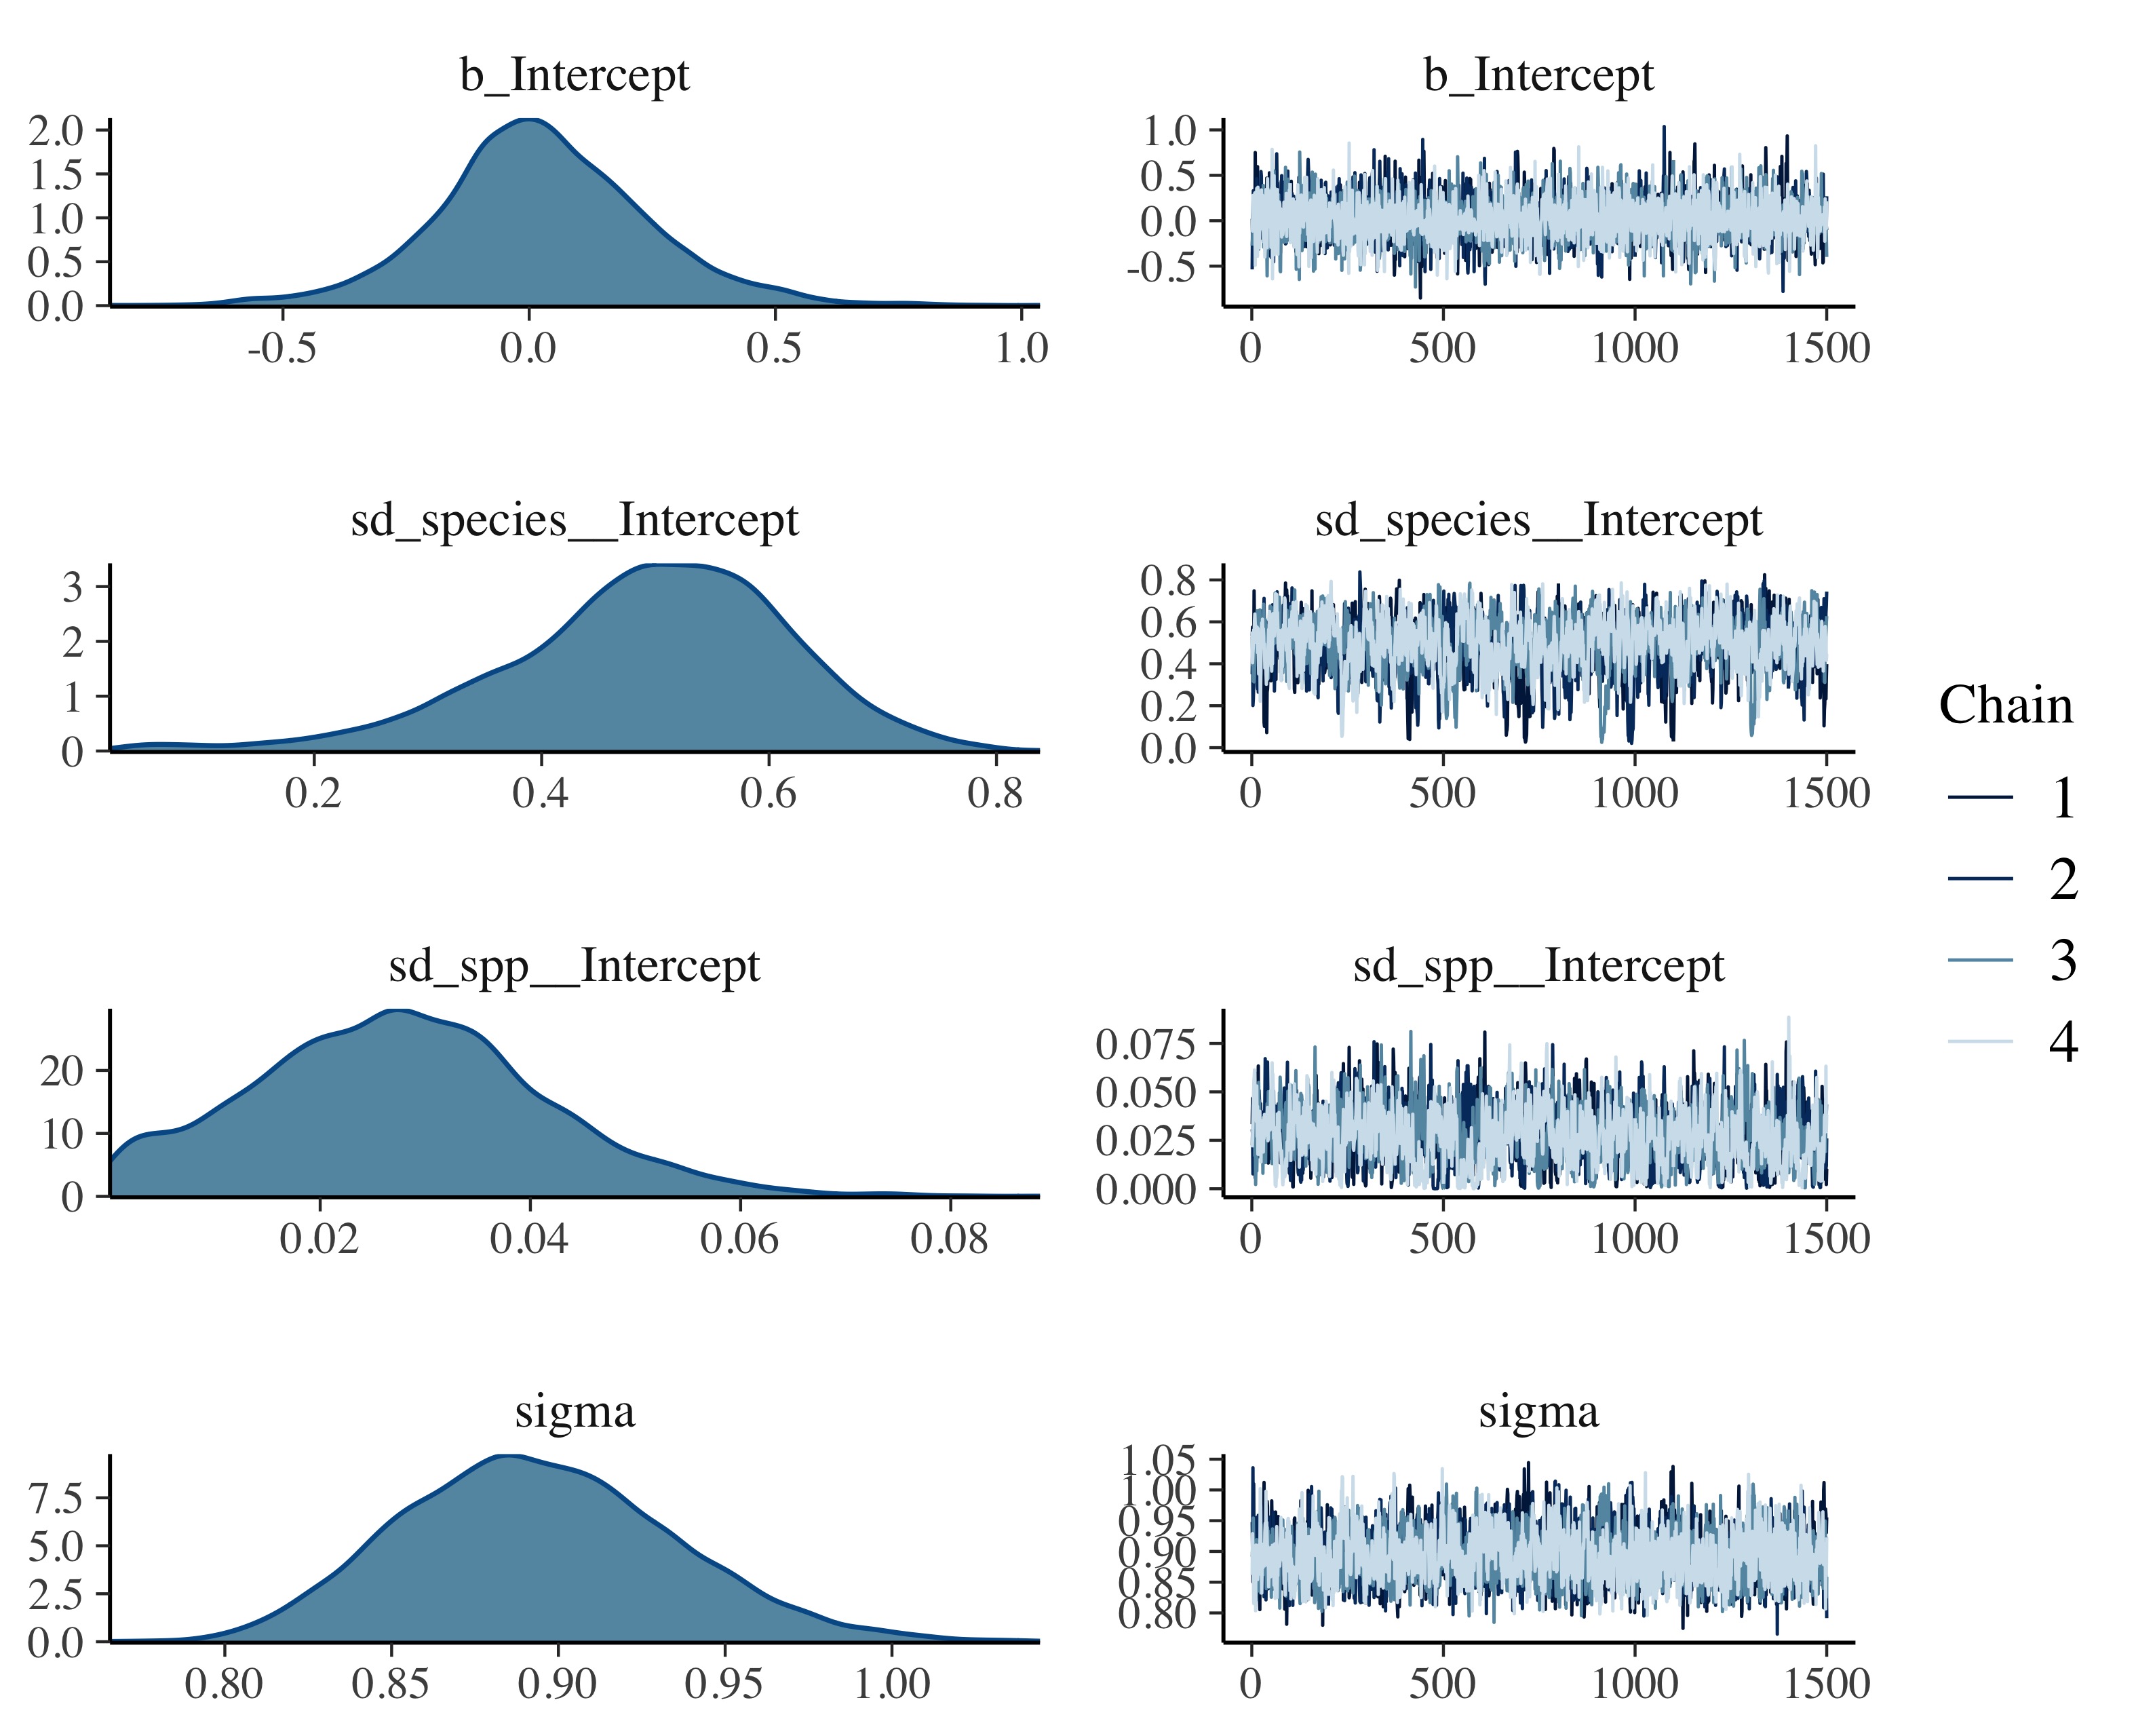 b_Intercept
2.0
1.5
1.0
0.5
0.0
-0.5 0.0 0.5 1.0
b_Intercept
1.0
0.5
0.0
-0.5
0 500 1000 1500
sd_species__Intercept
3
2
1
0
0.2 0.4 0.6 0.8
sd_species__Intercept
0.8
0.6
0.4
0.2
0.0
0 500 1000 1500
sd_spp__Intercept
20
10
0
0.02 0.04 0.06 0.08
sd_spp__Intercept
0.075
0.050
0.025
0.000
0 500 1000 1500
sigma
7.5
5.0
2.5
0.0
0.80 0.85 0.90 0.95 1.00
sigma
1.05
1.00
0.95
0.90
0.85
0.80
0 500 1000 1500
Chain
1
2
3
4